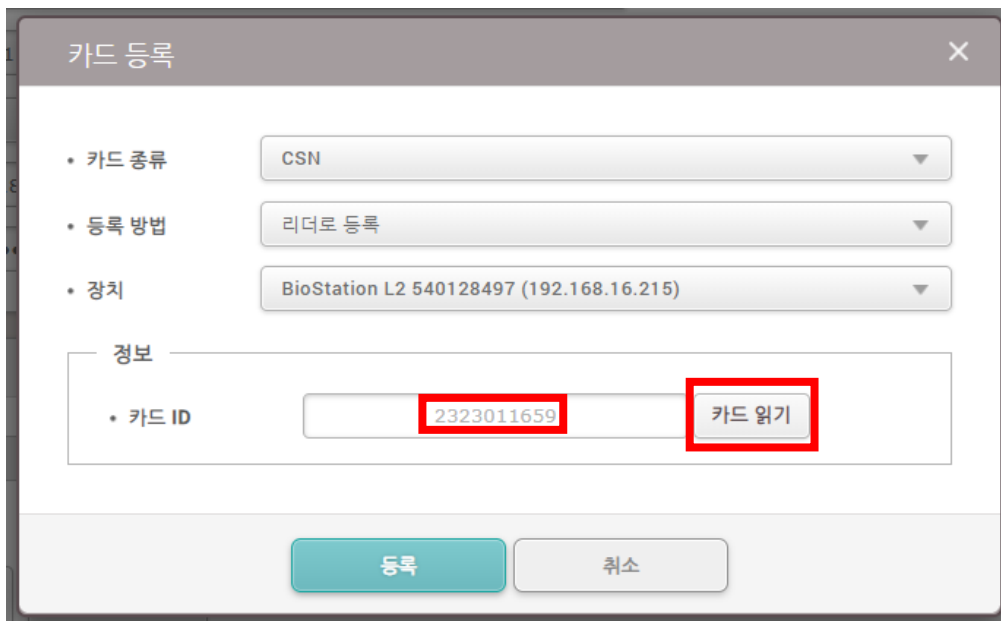 카드 등록
• 카드 종류
CSN
• 등록 방법
리더로 등록
• 장치
BioStation L2 540128497 (192.168.16.215)
정보
• 카드 ID
2323011659
카드 읽기
등록
취소